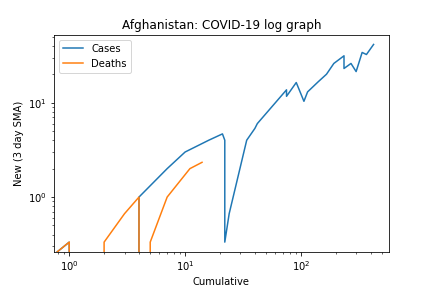 Afghanistan: COVID-19 log graph
Cases
Deaths
New (3 day SMA)
10¹
10⁰
10⁰ 10¹ 10²
Cumulative